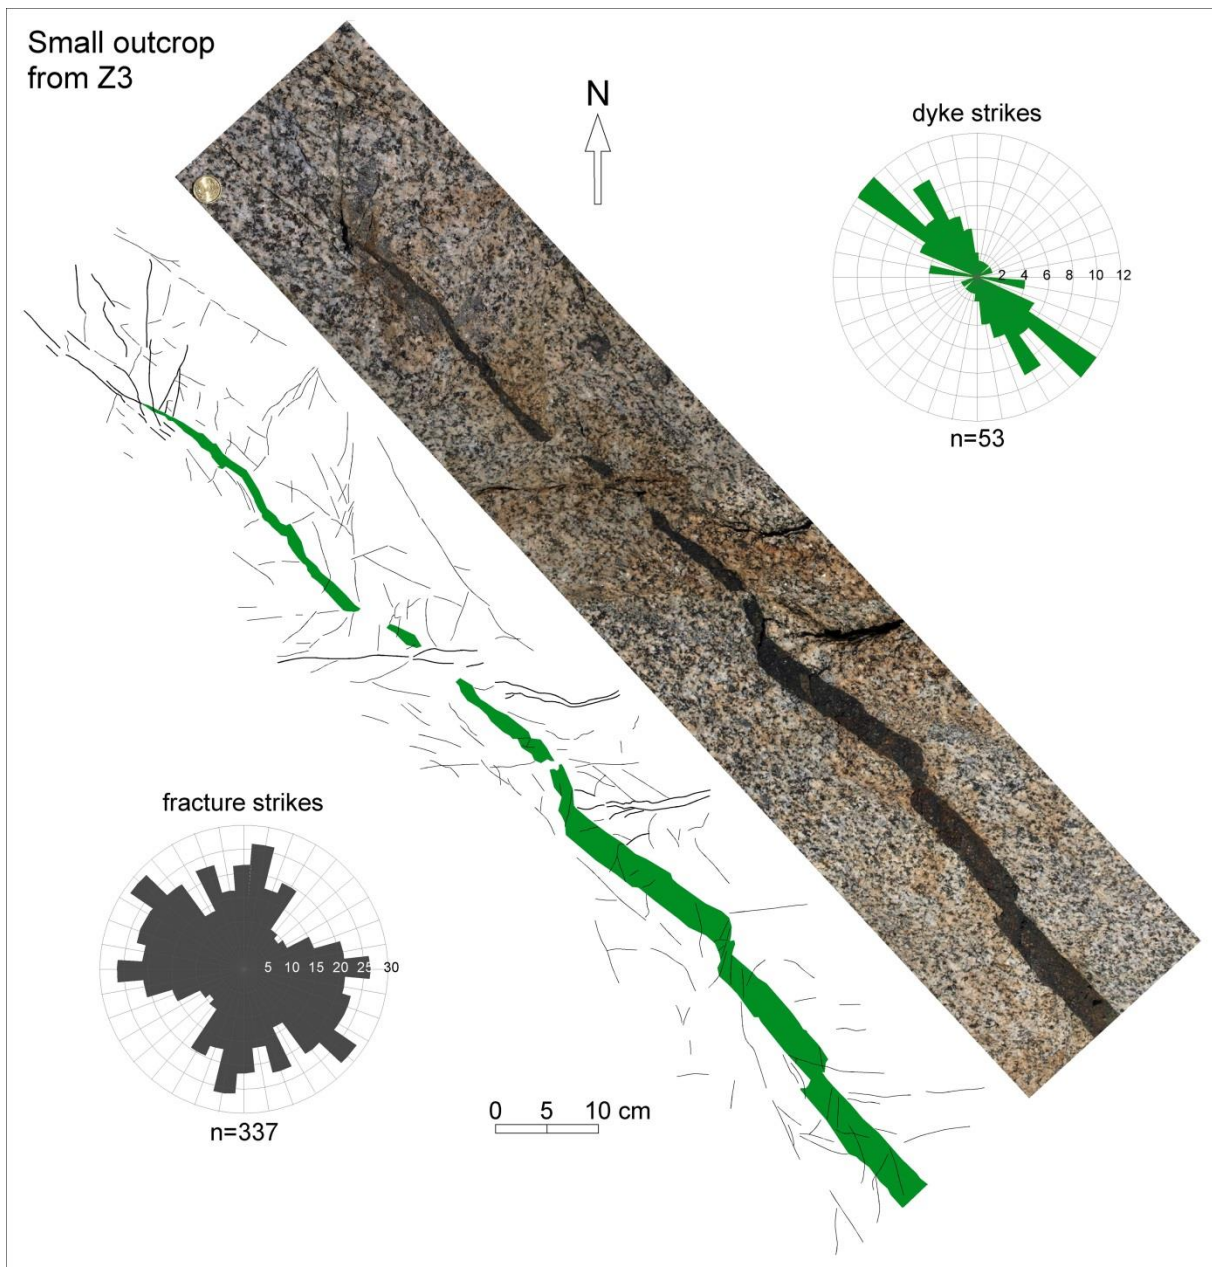 Small outcrop
from Z3
N
dyke strikes
2 4 6 8 10 12
n=53
fracture strikes
5 10 15 20 25 30
n=337
0 5 10 cm